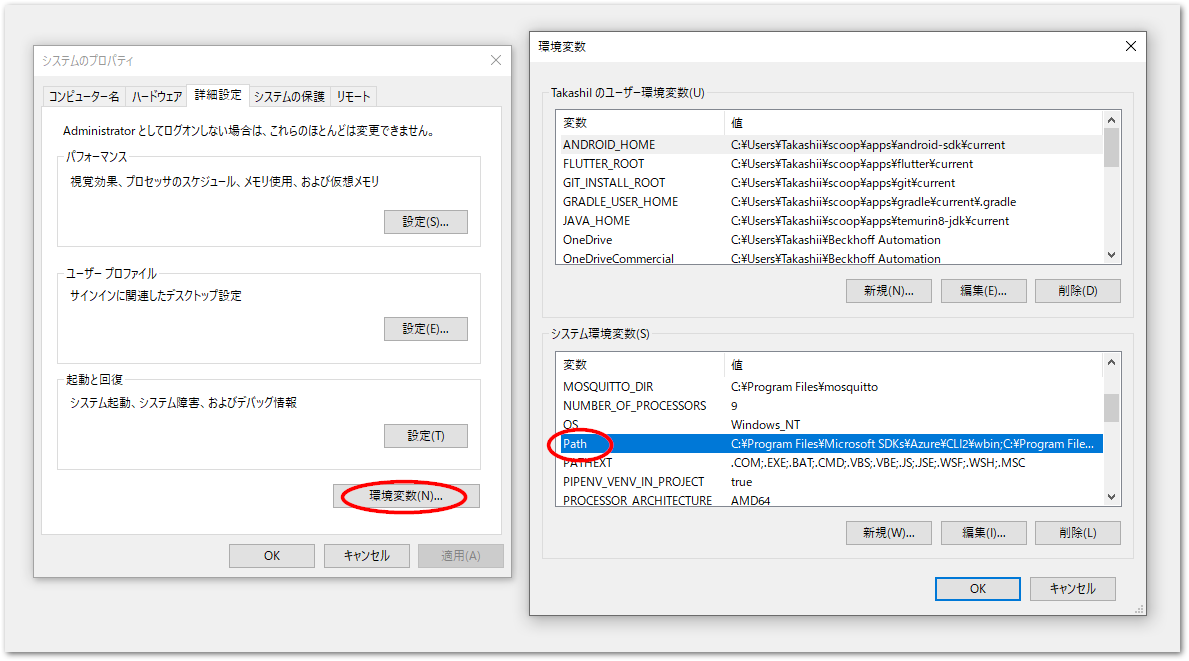 システムのプロパティ
コンピューター名 ハードウェア 詳細設定 システムの保護 リモート
Administrator としてログオンしない場合は、これらのほとんどは変更できません。
パフォーマンス
視覚効果、プロセッサのスケジュール、メモリ使用、および仮想メモリ
設定(S)...
ユーザー プロファイル
サインインに関連したデスクトップ設定
設定(E)...
起動と回復
システム起動、システム障害、およびデバッグ情報
設定(T)
環境変数(N)...
OK キャンセル 適用(A)
環境変数
Takashil のユーザー環境変数(U)
変数 値
ANDROID_HOME C:¥Users¥Takashii¥scoop¥apps¥android-sdk¥current
FLUTTER_ROOT C:¥Users¥Takashii¥scoop¥apps¥flutter¥current
GIT_INSTALL_ROOT C:¥Users¥Takashii¥scoop¥apps¥git¥current
GRADLE_USER_HOME C:¥Users¥Takashii¥scoop¥apps¥gradle¥current¥.gradle
JAVA_HOME C:¥Users¥Takashii¥scoop¥apps¥temurin8-jdk¥current
OneDrive C:¥Users¥Takashii¥Beckhoff Automation
OneDriveCommercial C:¥Users¥Takashii¥Beckhoff Automation
新規(N)... 編集(E)... 削除(D)
システム環境変数(S)
変数 値
MOSQUITTO_DIR C:¥Program Files¥mosquitto
NUMBER_OF_PROCESSORS 9
OS Windows_NT
Path C:¥Program Files¥Microsoft SDKs¥Azure¥CLI2¥wbin;C:¥Program File...
PATHEXT .COM;.EXE;.BAT;.CMD;.VBS;.VBE;.JS;.JSE;.WSF;.WSH;.MSC
PIPENV_VENV_IN_PROJECT true
PROCESSOR_ARCHITECTURE AMD64
新規(W)... 編集(I)... 削除(L)
OK キャンセル